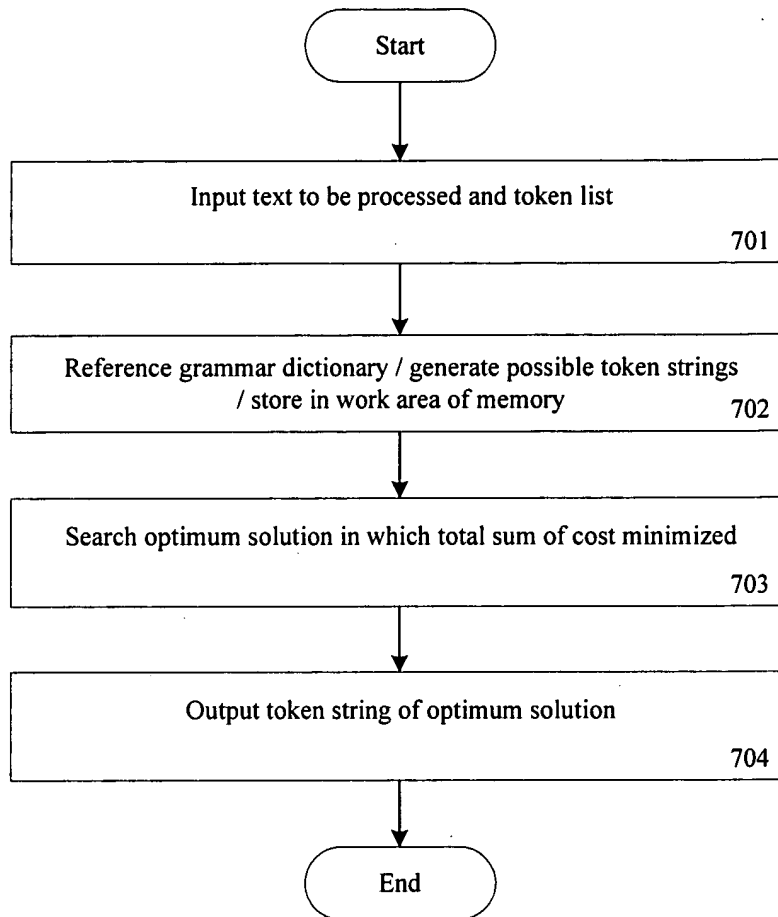 Start
Input text to be processed and token list
701
Reference grammar dictionary / generate possible token strings
/ store in work area of memory
702
Search optimum solution in which total sum of cost minimized
703
Output token string of optimum solution
704
End